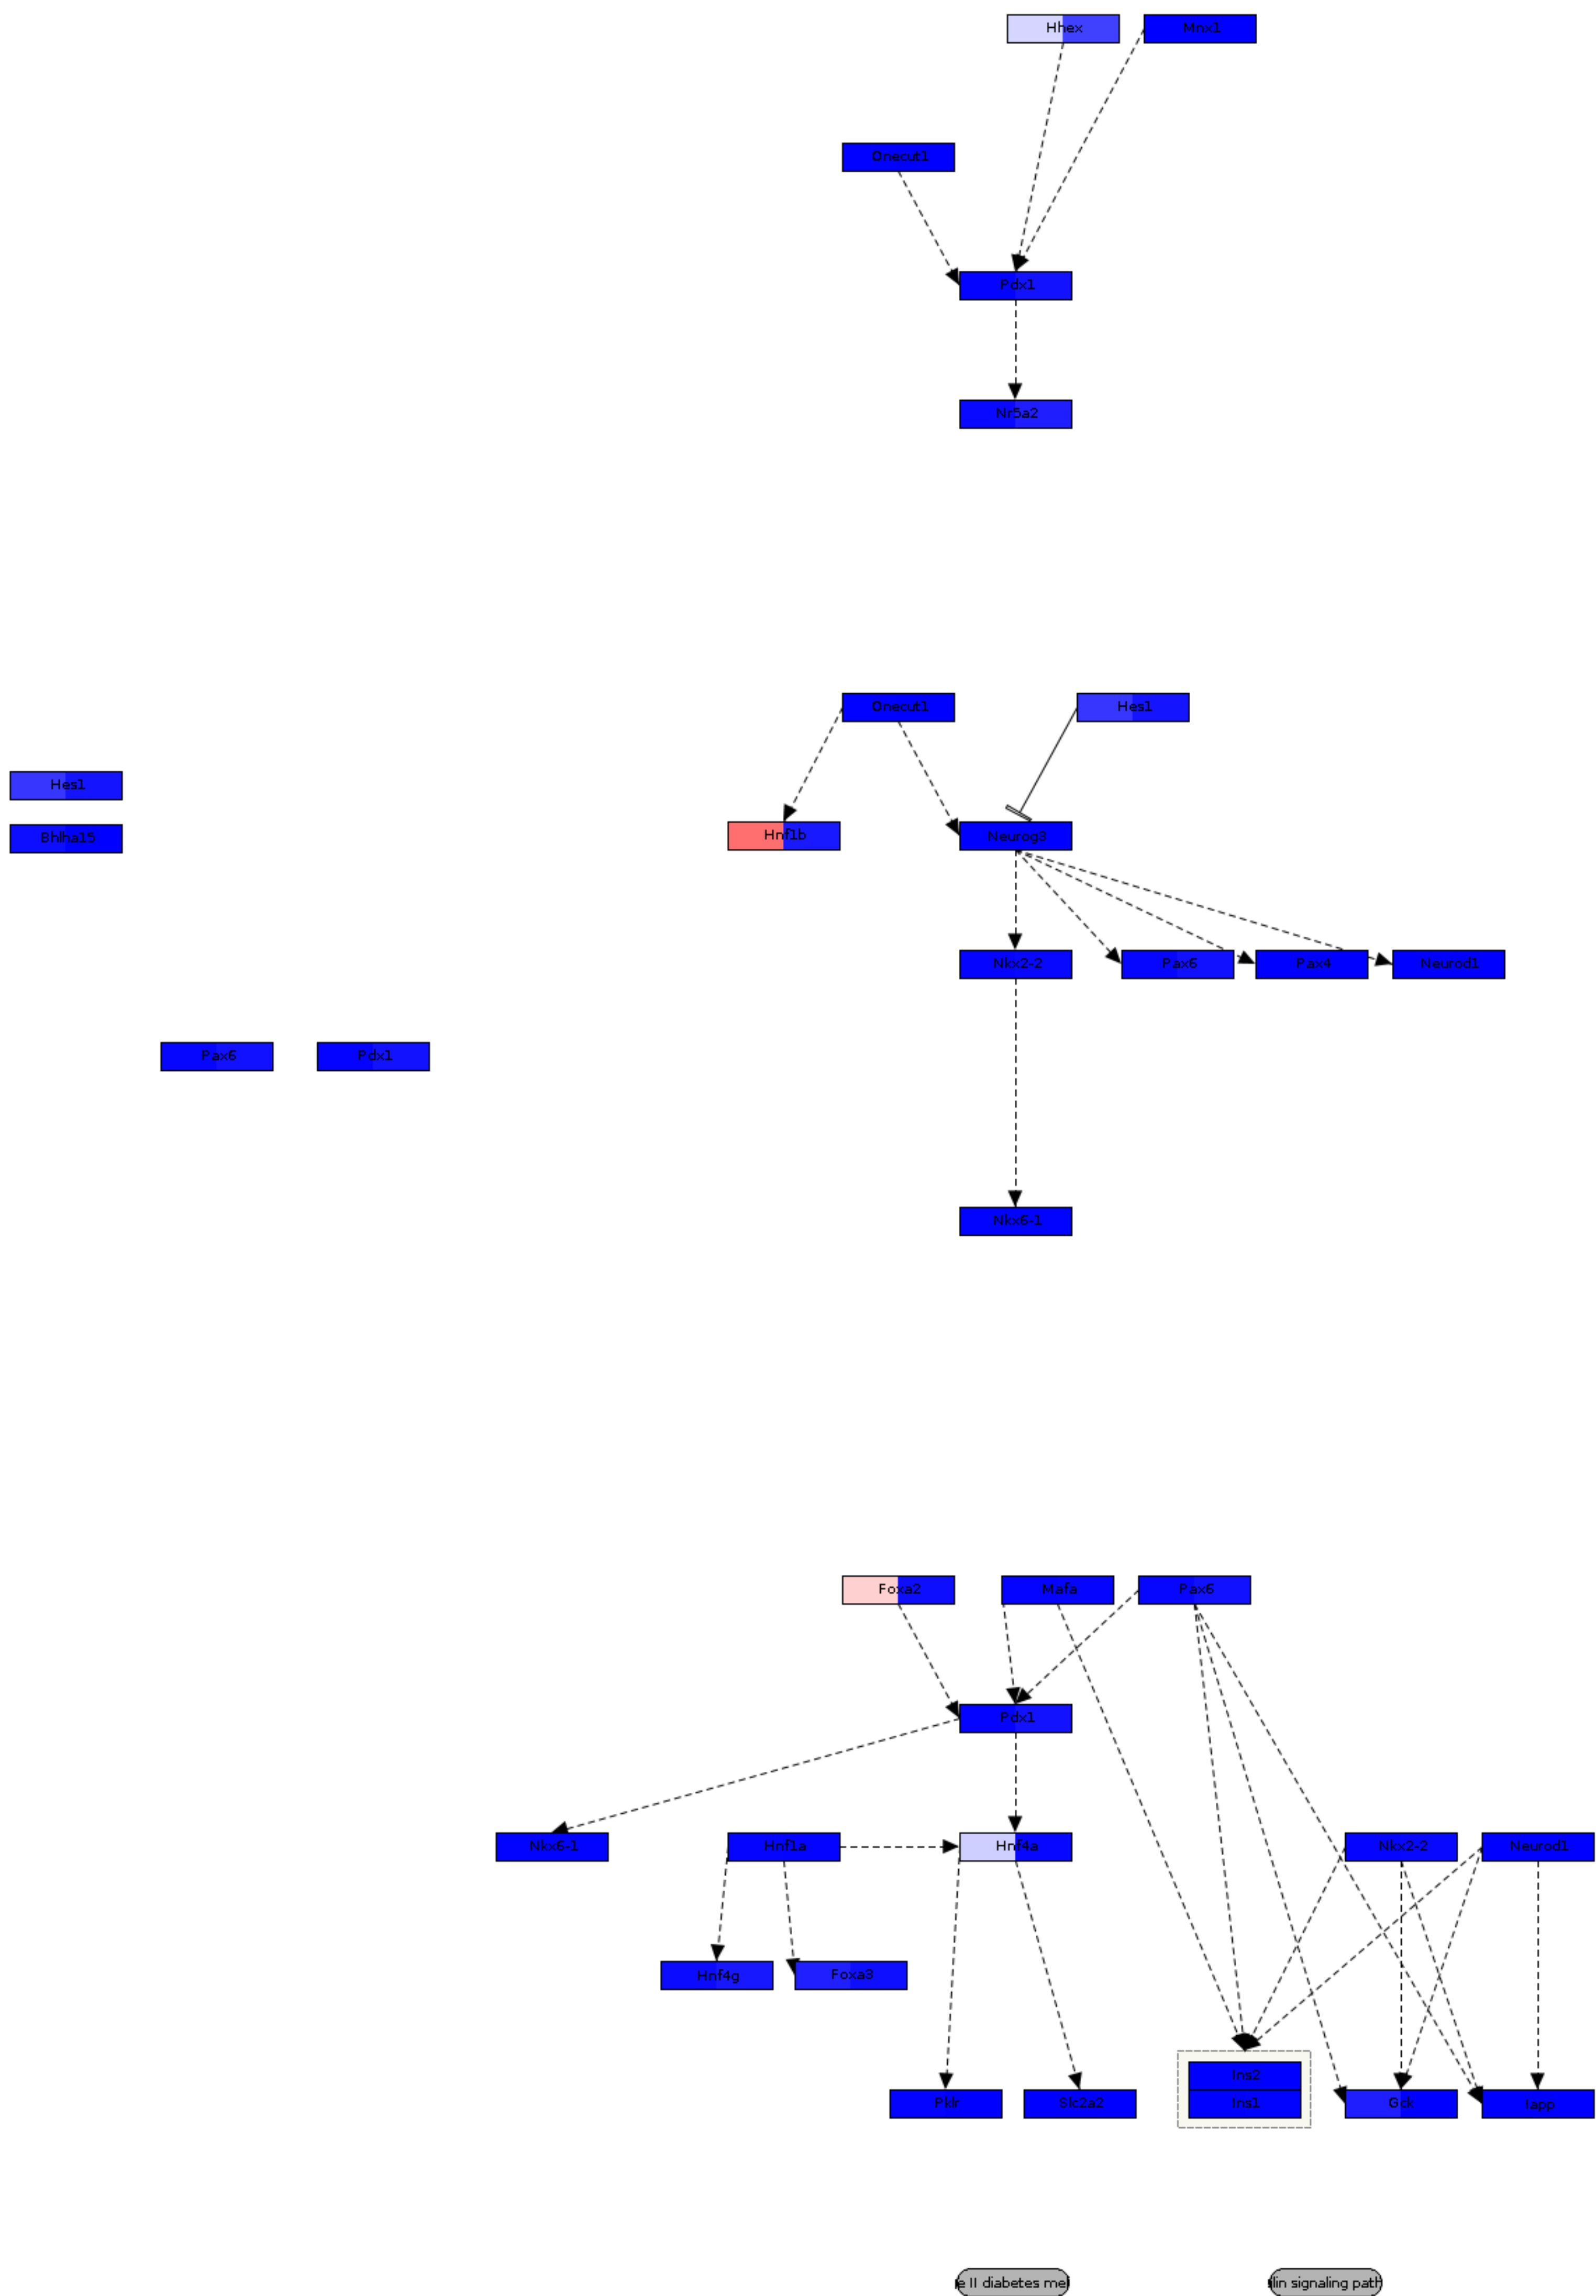 Hhex
Mnx1
Onecut1
Pdx1
Nr5a2
Onecut1
Hes1
Hes1
Hnf1b
Neurog3
Bhlha15
Nkx2-2
Pax6
Pax4
Neurod1
Pax6
Pdx1
Nkx6-1
Foxa2
Mafa
Pax6
Pdx1
Nkx6-1
Hnf1a
Hnf4a
Nkx2-2
Neurod1
Hnf4g
Foxa3
Ins2
Pklr
Slc2a2
Ins1
Gck
Iapp
e II diabetes me
lin signaling path